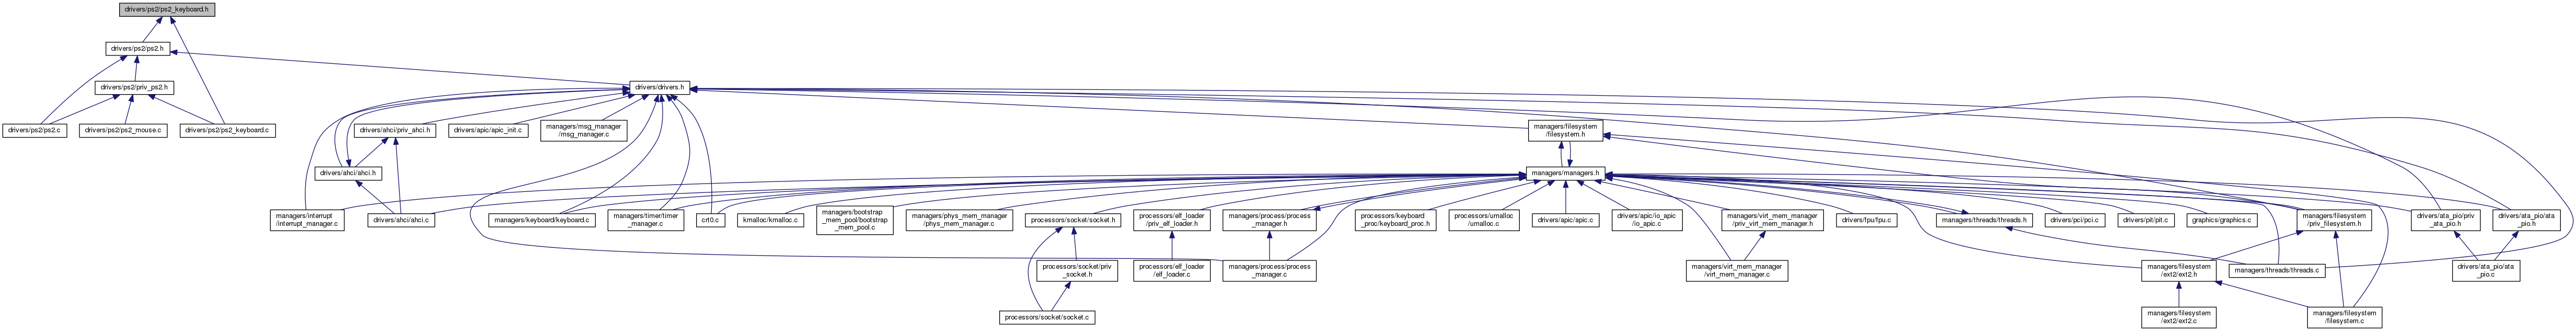 drivers/ps2/ps2_keyboard.h
drivers/ps2/ps2.h
drivers/ps2/priv_ps2.h
drivers/drivers.h
drivers/ps2/ps2.c
drivers/ps2/ps2_mouse.c
drivers/ps2/ps2_keyboard.c
drivers/ahci/priv_ahci.h
drivers/apic/apic_init.c
managers/msg_manager
/msg_manager.c
managers/filesystem
/filesystem.h
drivers/ahci/ahci.h
managers/managers.h
managers/interrupt
/interrupt_manager.c
drivers/ahci/ahci.c
managers/keyboard/keyboard.c
managers/timer/timer
_manager.c
crt0.c
kmalloc/kmalloc.c
managers/bootstrap
_mem_pool/bootstrap
_mem_pool.c
managers/phys_mem_manager
/phys_mem_manager.c
processors/socket/socket.h
processors/elf_loader
/priv_elf_loader.h
managers/process/process
_manager.h
processors/keyboard
_proc/keyboard_proc.h
processors/umalloc
/umalloc.c
drivers/apic/apic.c
drivers/apic/io_apic
/io_apic.c
managers/virt_mem_manager
/priv_virt_mem_manager.h
drivers/fpu/fpu.c
managers/threads/threads.h
drivers/pci/pci.c
drivers/pit/pit.c
graphics/graphics.c
managers/filesystem
/priv_filesystem.h
drivers/ata_pio/priv
_ata_pio.h
drivers/ata_pio/ata
_pio.h
processors/socket/priv
_socket.h
processors/elf_loader
/elf_loader.c
managers/process/process
_manager.c
managers/virt_mem_manager
/virt_mem_manager.c
managers/filesystem
/ext2/ext2.h
managers/threads/threads.c
drivers/ata_pio/ata
_pio.c
processors/socket/socket.c
managers/filesystem
/ext2/ext2.c
managers/filesystem
/filesystem.c